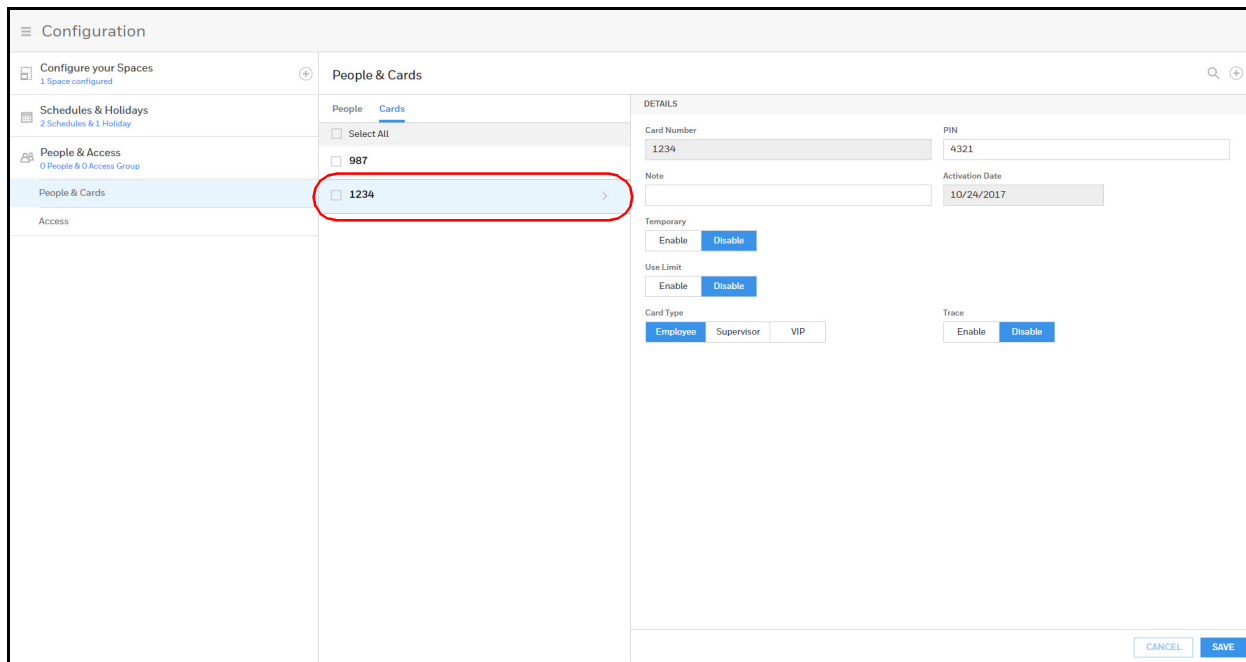 Configuration
Configure your Spaces
1 Space configured
Schedules & Holidays
2 Schedules & 1 Holiday
People & Access
0 People & 0 Access Group
People & Cards
Access
People & Cards
People Cards
Select All
987
1234
DETAILS
Card Number PIN
1234 4321
Note Activation Date
10/24/2017
Temporary
Enable Disable
Use Limit
Enable Disable
Card Type Trace
Employee Supervisor VIP Enable Disable
CANCEL SAVE